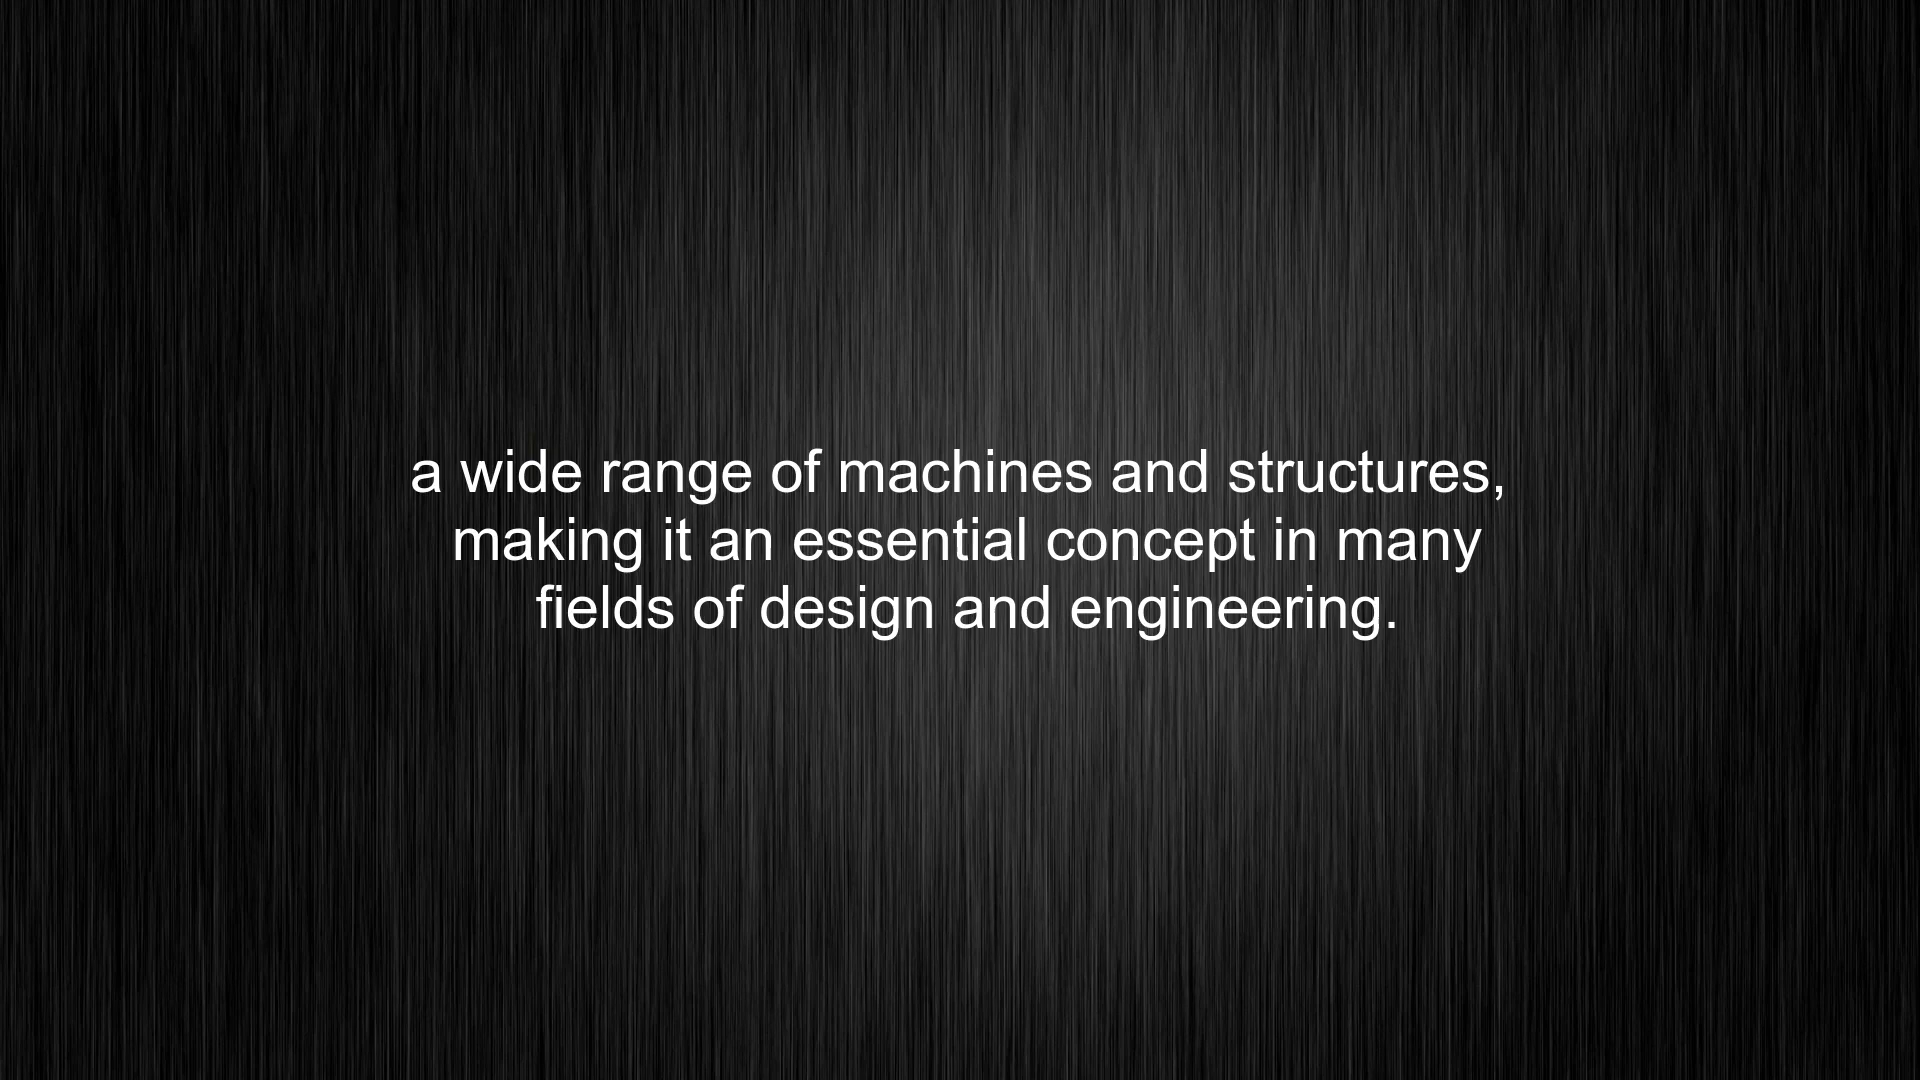 a wide range of machines and structures,
making it an essential concept in many
fields of design and engineering.